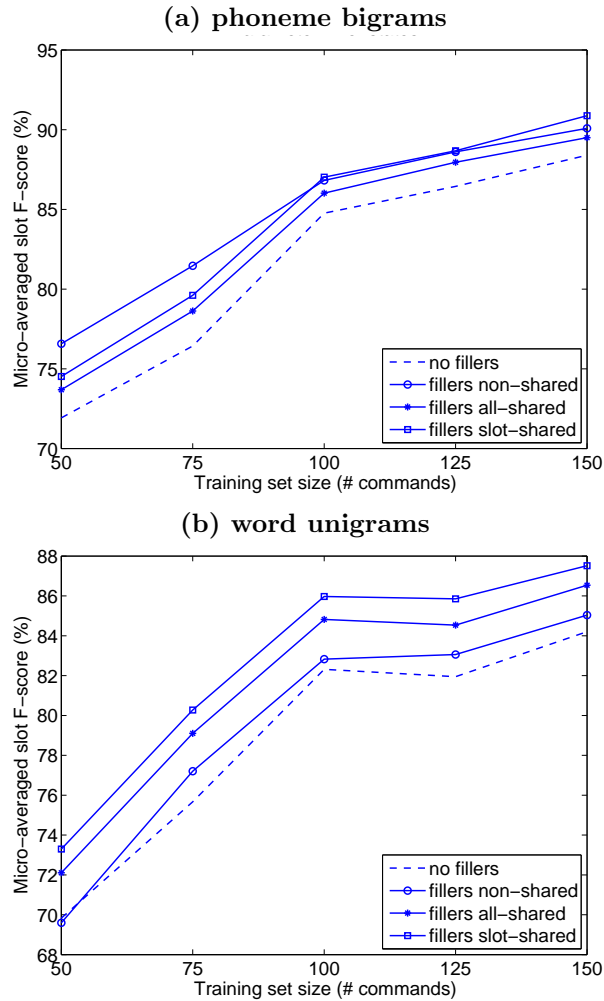 (a) phoneme bigrams
95
90
85
80
75
70
Micro-averaged slot F-score (%)
no fillers
fillers non-shared
fillers all-shared
fillers slot-shared
50 75 100 125 150
Training set size (# commands)
(b) word unigrams
88
86
84
82
80
78
76
74
72
70
68
Micro-averaged slot F-score (%)
no fillers
fillers non-shared
fillers all-shared
fillers slot-shared
50 75 100 125 150
Training set size (# commands)